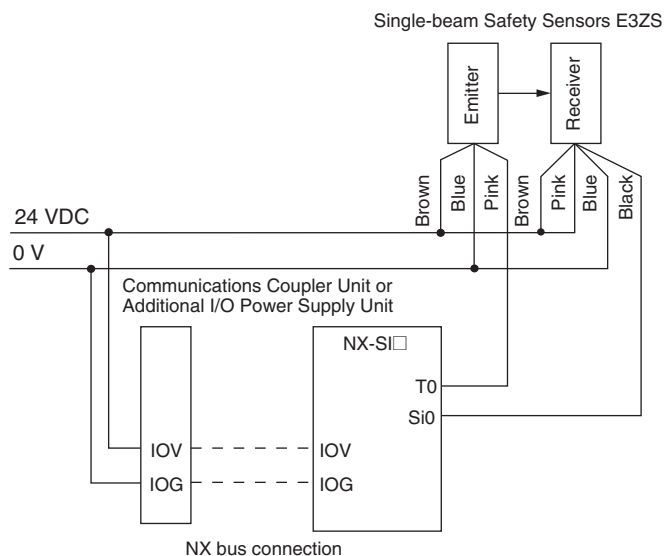 Single-beam Safety Sensors E3ZS
Emitter
Receiver
Brown
Blue
Pink
Brown
Pink
Blue
Black
24 VDC
0 V
Communications Coupler Unit or
Additional I/O Power Supply Unit
NX-SI□
T0
Si0
IOV
IOV
IOG
IOG
NX bus connection